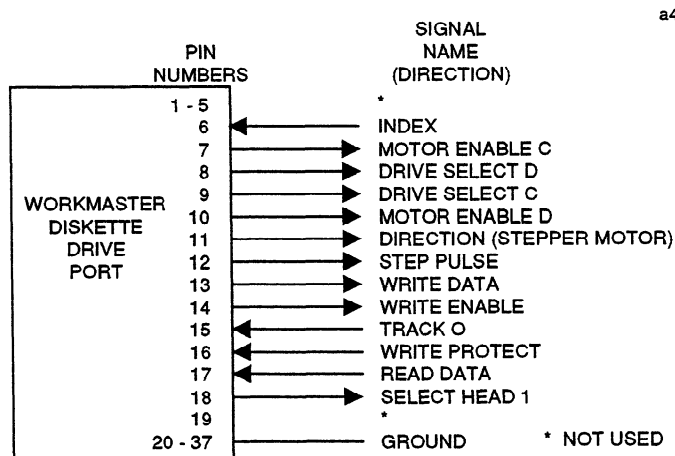 a4
SIGNAL
NAME
(DIRECTION)
PIN
NUMBERS
1 - 5 *
6 INDEX
7 MOTOR ENABLE C
8 DRIVE SELECT D
9 DRIVE SELECT C
10 MOTOR ENABLE D
11 DIRECTION (STEPPER MOTOR)
12 STEP PULSE
13 WRITE DATA
14 WRITE ENABLE
15 TRACK O
16 WRITE PROTECT
17 READ DATA
18 SELECT HEAD 1
19 *
20 - 37 GROUND * NOT USED
WORKMASTER
DISKETTE
DRIVE
PORT